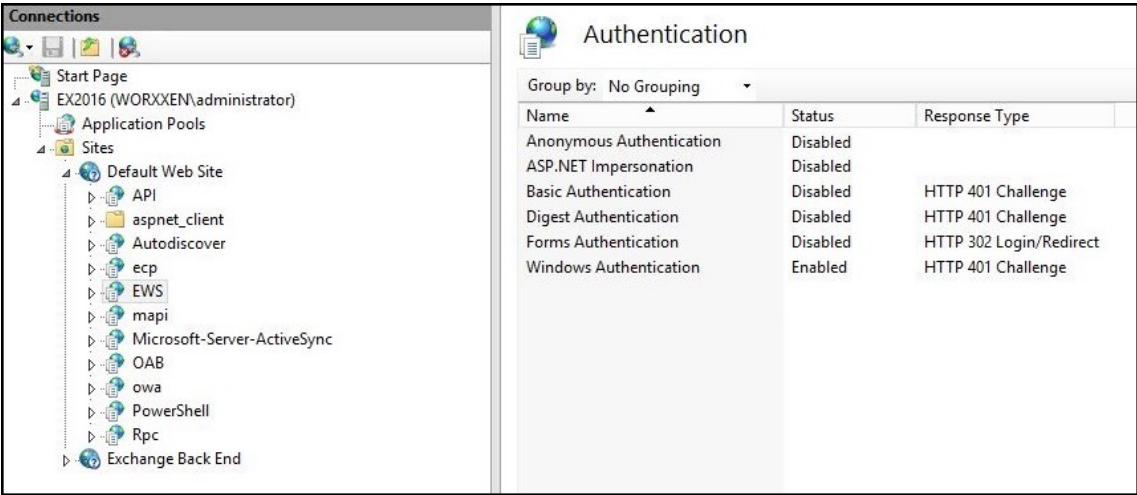 Connections
Start Page
EX2016 (WORXXEN\administrator)
Application Pools
Sites
Default Web Site
API
aspnet_client
Autodiscover
ecp
EWS
mapi
Microsoft-Server-ActiveSync
OAB
owa
PowerShell
Rpc
Exchange Back End
Authentication
Group by: No Grouping
Name Status Response Type
Anonymous Authentication Disabled
ASP.NET Impersonation Disabled
Basic Authentication Disabled HTTP 401 Challenge
Digest Authentication Disabled HTTP 401 Challenge
Forms Authentication Disabled HTTP 302 Login/Redirect
Windows Authentication Enabled HTTP 401 Challenge